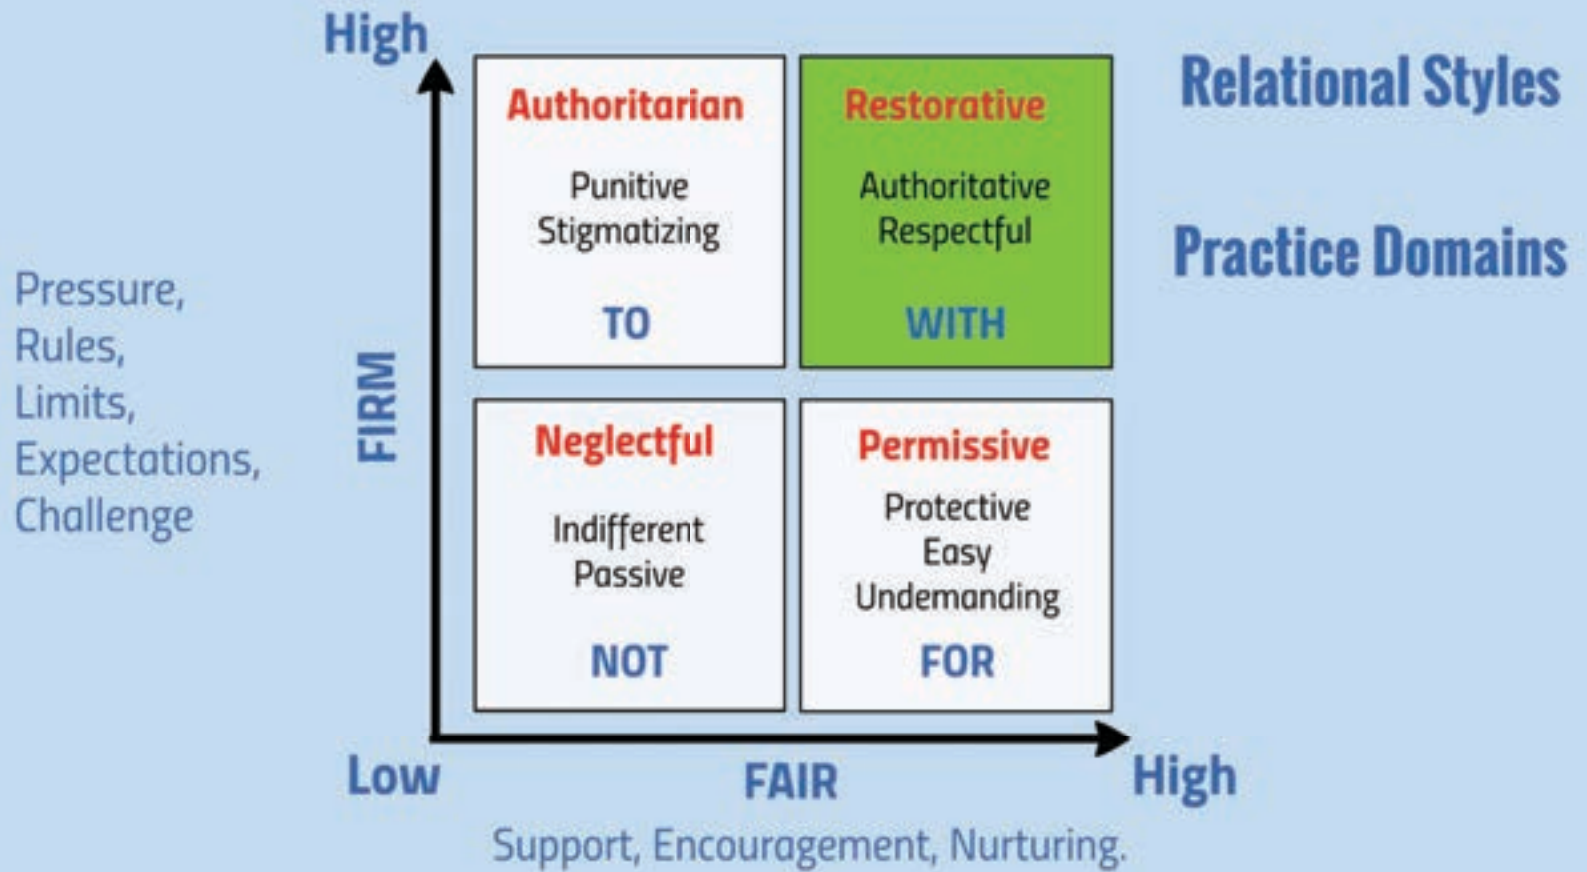 High
Relational Styles
Practice Domains
Authoritarian
Punitive
Stigmatizing
TO
Restorative
Authoritative
Respectful
WITH
Pressure,
Rules,
Limits,
Expectations,
Challenge
FIRM
Neglectful
Indifferent
Passive
NOT
Permissive
Protective
Easy
Undemanding
FOR
Low
FAIR
High
Support, Encouragement, Nurturing.